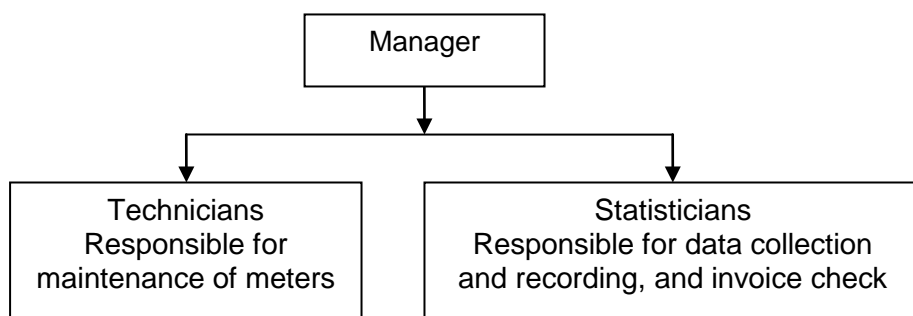 Manager
Technicians
Responsible for
maintenance of meters
Statisticians
Responsible for data collection
and recording, and invoice check